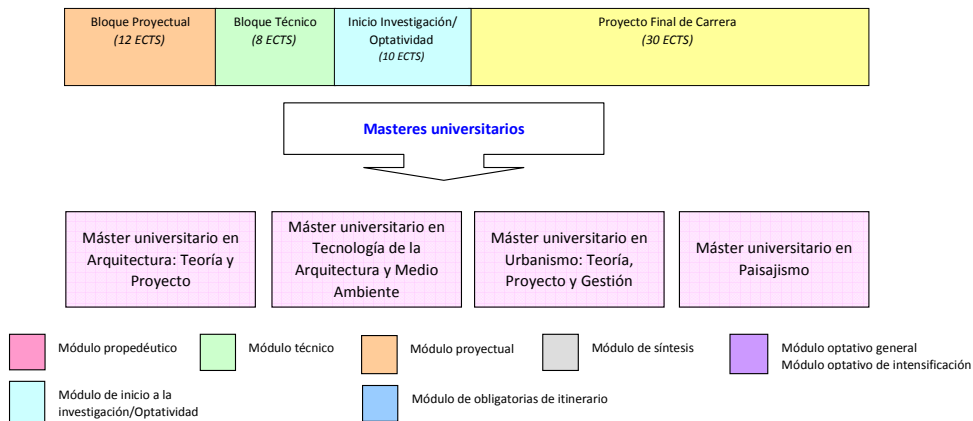 Bloque Proyectual
(12 ECTS)
Bloque Técnico
(8 ECTS)
Inicio Investigación/
Optatividad
(10 ECTS)
Proyecto Final de Carrera
(30 ECTS)
Masteres universitarios
Máster universitario en
Arquitectura: Teoría y
Proyecto
Máster universitario en
Tecnología de la
Arquitectura y Medio
Ambiente
Máster universitario en
Urbanismo: Teoría,
Proyecto y Gestión
Máster universitario en
Paisajismo
Módulo propedéutico
Módulo técnico
Módulo proyectual
Módulo de síntesis
Módulo optativo general
Módulo optativo de intensificación
Módulo de inicio a la
investigación/Optatividad
Módulo de obligatorias de itinerario